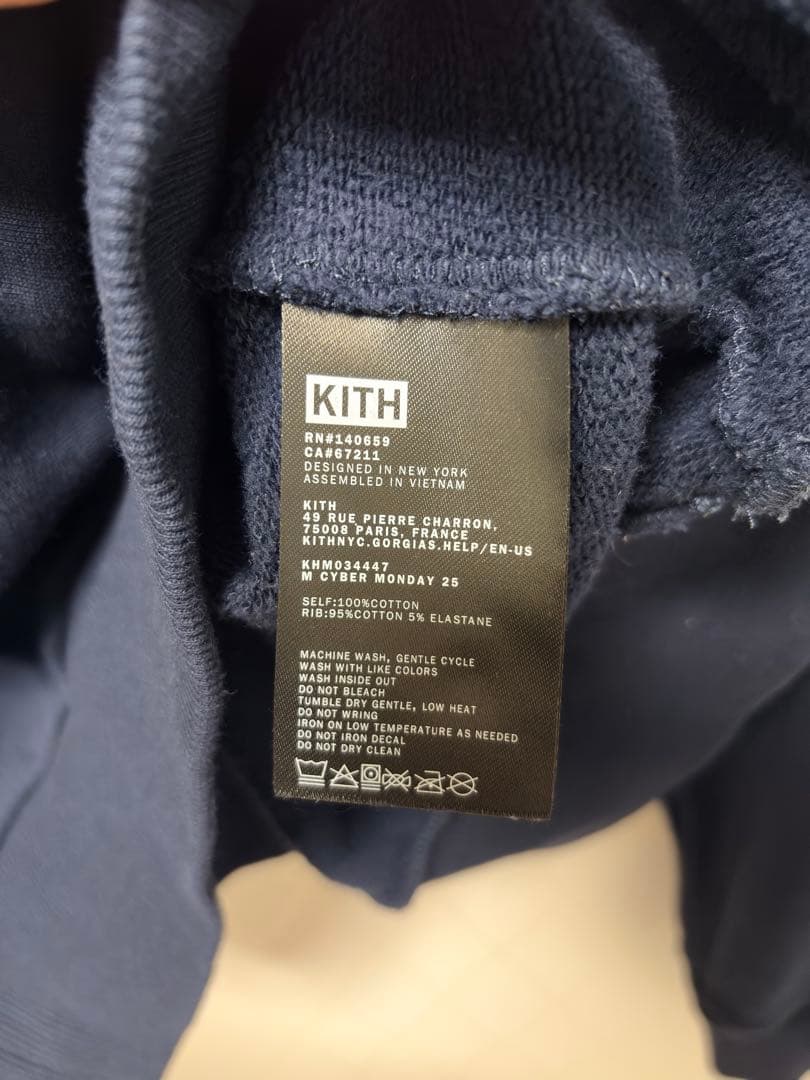 KITH
RN#140659
CA#67211
DESIGNED IN NEW YORK
ASSEMBLED IN VIETNAM
KITH
49 RUE PIERRE CHARRON,
75008 PARIS, FRANCE
KITHNYC.GORGIAS.HELP/EN-US
KHM034447
M CYBER MONDAY 25
SELF:100%COTTON
RIB:95%COTTON 5% ELASTANE
MACHINE WASH, GENTLE CYCLE
WASH WITH LIKE COLORS
WASH INSIDE OUT
DO NOT BLEACH
TUMBLE DRY GENTLE, LOW HEAT
DO NOT WRING
IRON ON LOW TEMPERATURE AS NEEDED
DO NOT IRON DECAL
DO NOT DRY CLEAN